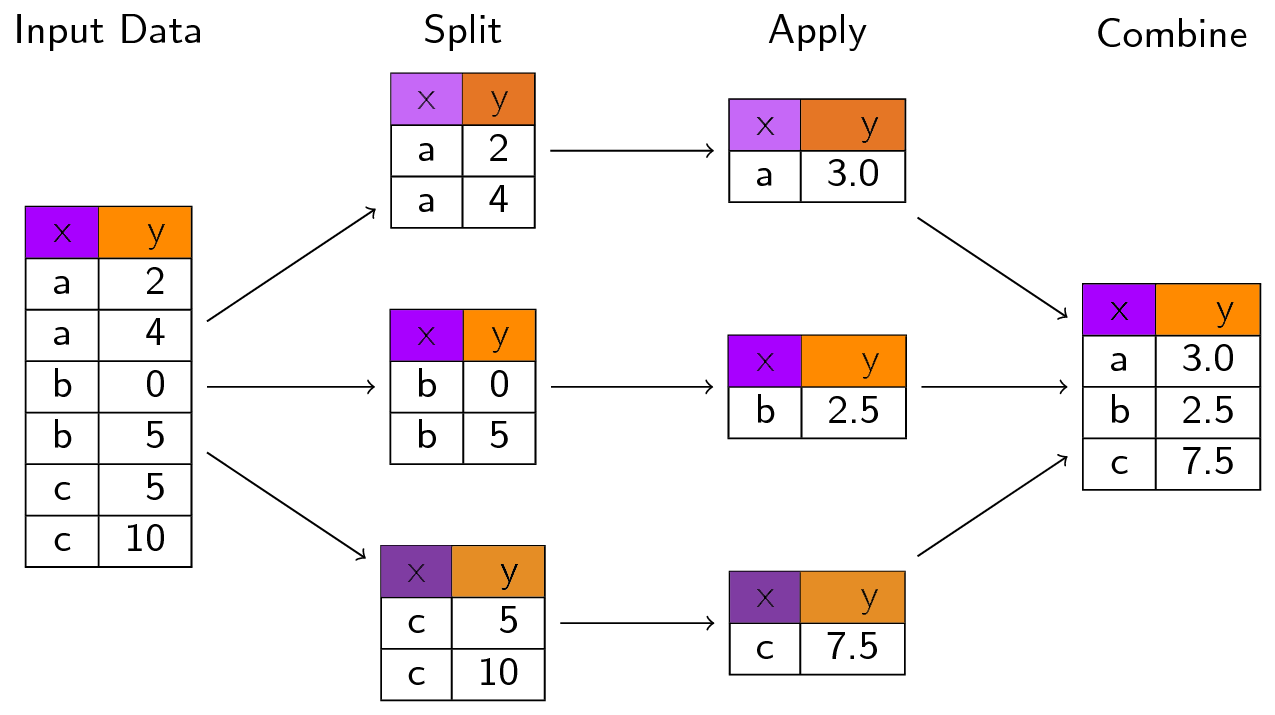 Input Data
x y
a 2
a 4
b 0
b 5
c 5
c 10
Split
x y
a 2
a 4
x y
b 0
b 5
x y
c 5
c 10
Apply
x y
a 3.0
x y
b 2.5
x y
c 7.5
Combine
x y
a 3.0
b 2.5
c 7.5